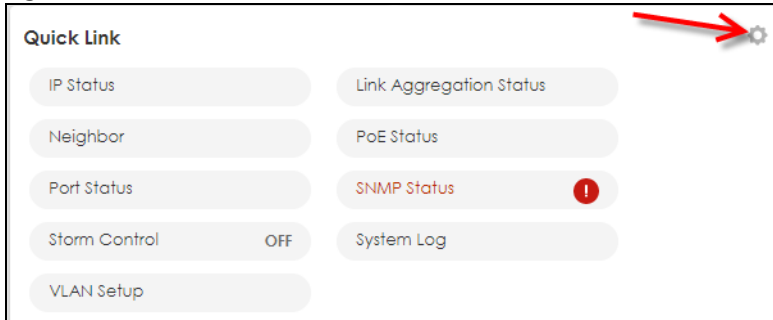 Quick Link
IP Status
Link Aggregation Status
Neighbor
PoE Status
Port Status
SNMP Status !
Storm Control OFF
System Log
VLAN Setup